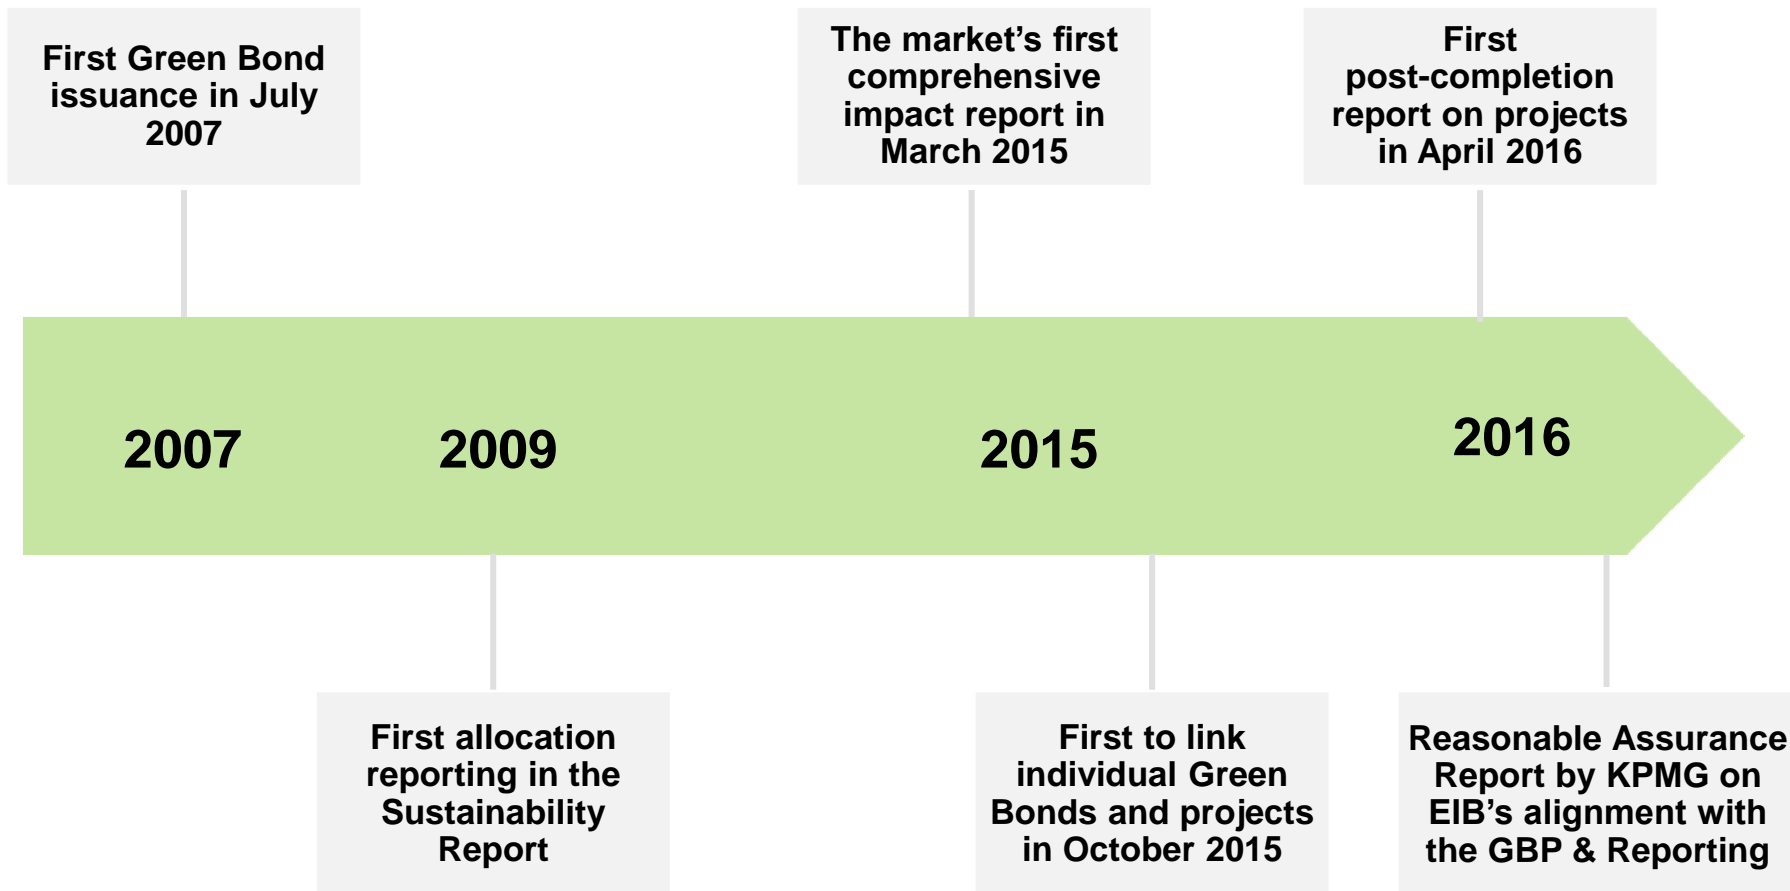 First Green Bond
issuance in July
2007
The market’s first
comprehensive
impact report in
March 2015
First
post-completion
report on projects
in April 2016
2007
2009
2015
2016
First allocation
reporting in the
Sustainability
Report
First to link
individual Green
Bonds and projects
in October 2015
Reasonable Assurance
Report by KPMG on
EIB’s alignment with
the GBP & Reporting